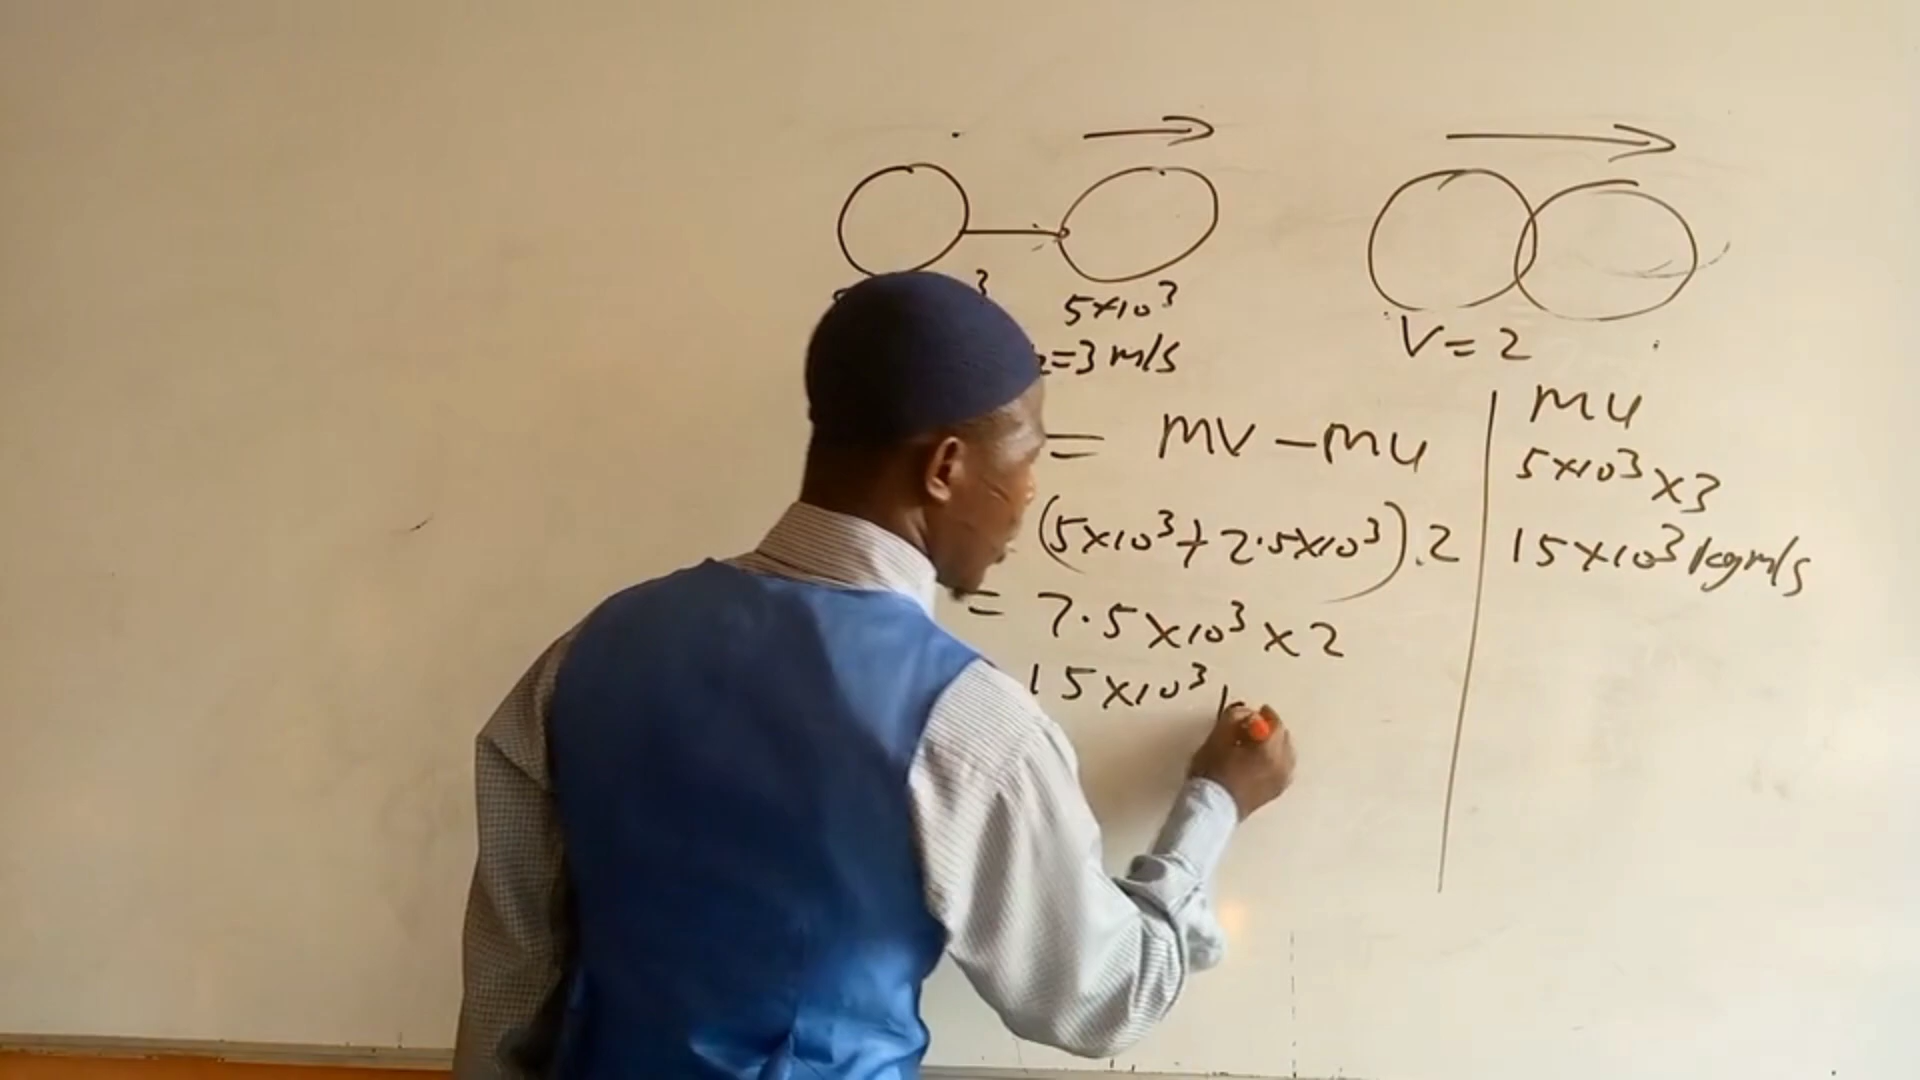 3
5×10³
=3 m/s
V=2
= mv – mu
(5×10³+2.5×10³).2
= 7.5×10³×2
15×10³ k
mu
5×10³×3
15×10³ kgm/s